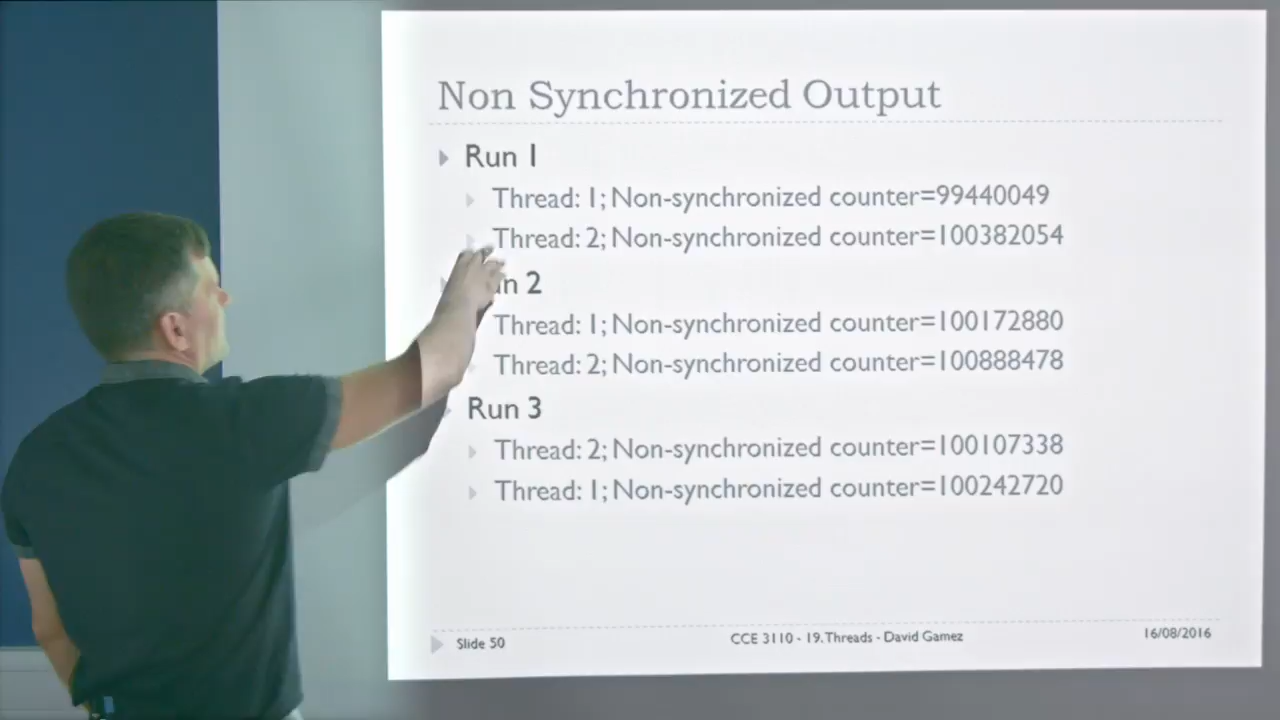 Non Synchronized Output
Run 1
Thread: 1; Non-synchronized counter=99440049
Thread: 2; Non-synchronized counter=100382054
n 2
Thread: 1; Non-synchronized counter=100172880
Thread: 2; Non-synchronized counter=100888478
Run 3
Thread: 2; Non-synchronized counter=100107338
Thread: 1; Non-synchronized counter=100242720
Slide 50 CCE 3110 - 19. Threads - David Gamez 16/08/2016